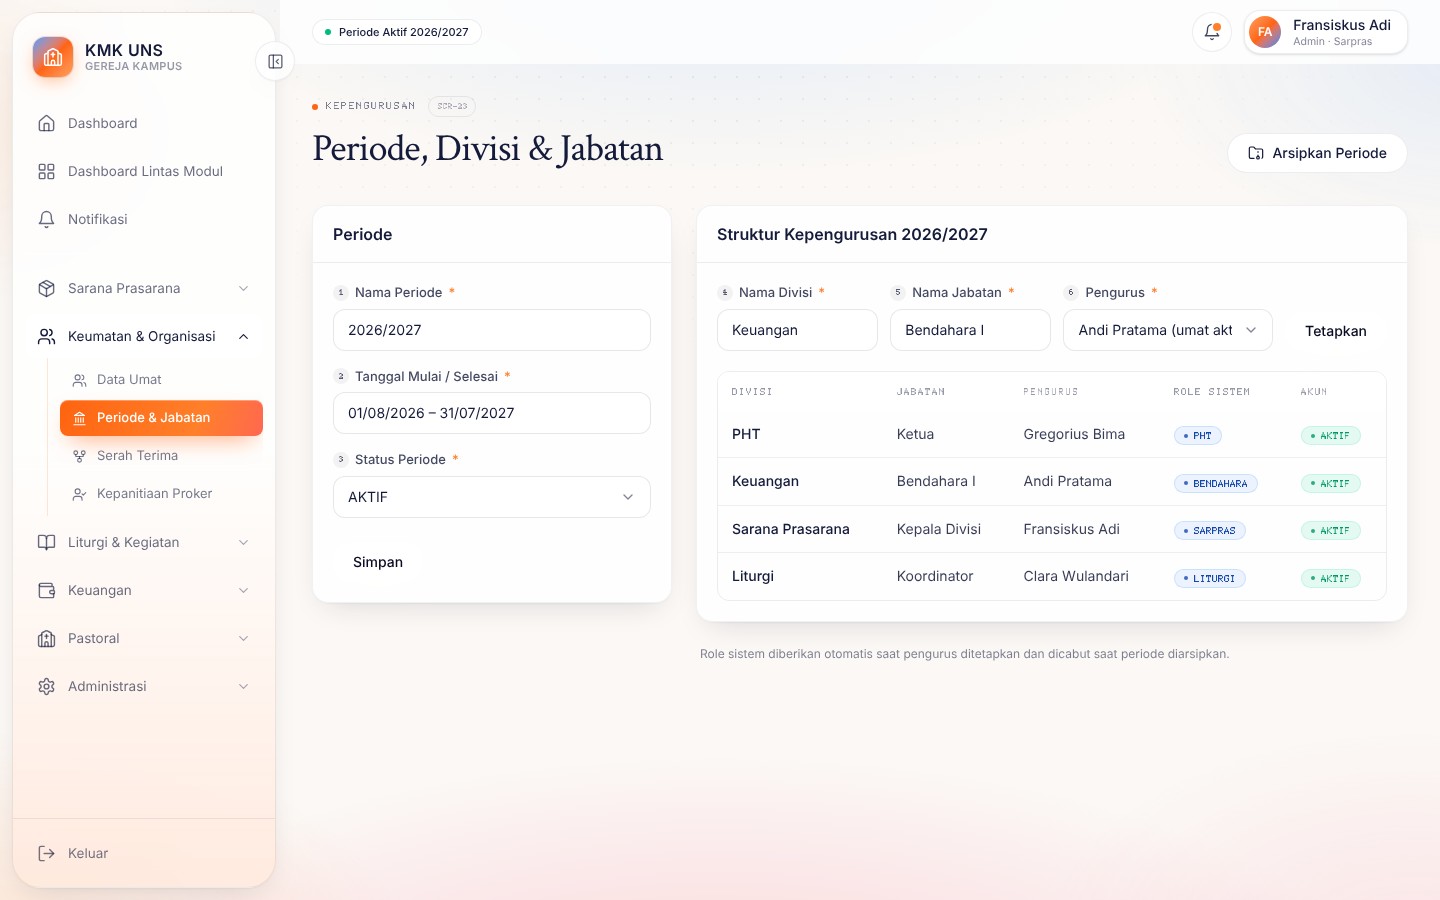 KMK UNS
GEREJA KAMPUS
Dashboard
Dashboard Lintas Modul
Notifikasi
Sarana Prasarana
Keumatan & Organisasi
Data Umat
Periode & Jabatan
Serah Terima
Kepanitiaan Proker
Liturgi & Kegiatan
Keuangan
Pastoral
Administrasi
Keluar
Periode Aktif 2026/2027
FA
Fransiskus Adi
Admin · Sarpras
KEPENGURUSAN SCR-23
Periode, Divisi & Jabatan
Arsipkan Periode
Periode
1 Nama Periode *
2026/2027
2 Tanggal Mulai / Selesai *
01/08/2026 – 31/07/2027
3 Status Periode *
AKTIF
Simpan
Struktur Kepengurusan 2026/2027
4 Nama Divisi * 5 Nama Jabatan * 6 Pengurus *
Keuangan Bendahara I Andi Pratama (umat akt Tetapkan
DIVISI JABATAN PENGURUS ROLE SISTEM AKUN
PHT Ketua Gregorius Bima PHT AKTIF
Keuangan Bendahara I Andi Pratama BENDAHARA AKTIF
Sarana Prasarana Kepala Divisi Fransiskus Adi SARPRAS AKTIF
Liturgi Koordinator Clara Wulandari LITURGI AKTIF
Role sistem diberikan otomatis saat pengurus ditetapkan dan dicabut saat periode diarsipkan.